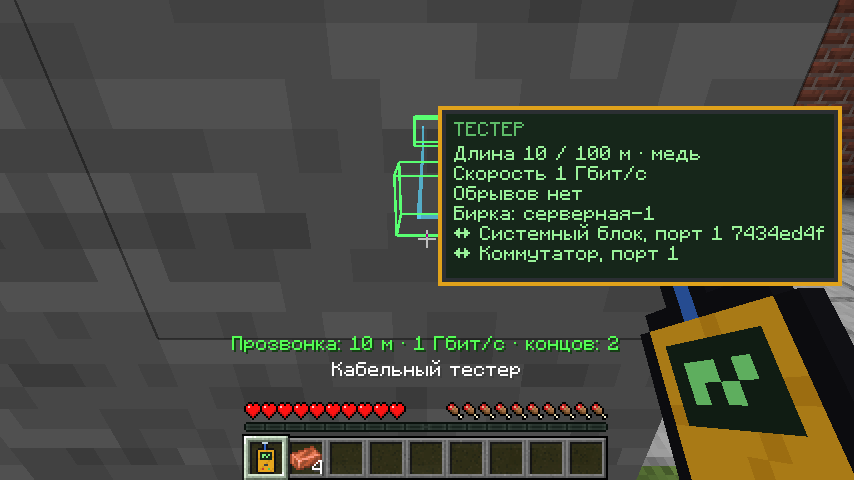 ТЕСТЕР
Длина 10 / 100 м · медь
Скорость 1 Гбит/с
Обрывов нет
Бирка: серверная-1
↔ Системный блок, порт 1 7434ed4f
↔ Коммутатор, порт 1
Прозвонка: 10 м · 1 Гбит/с · концов: 2
Кабельный тестер
4